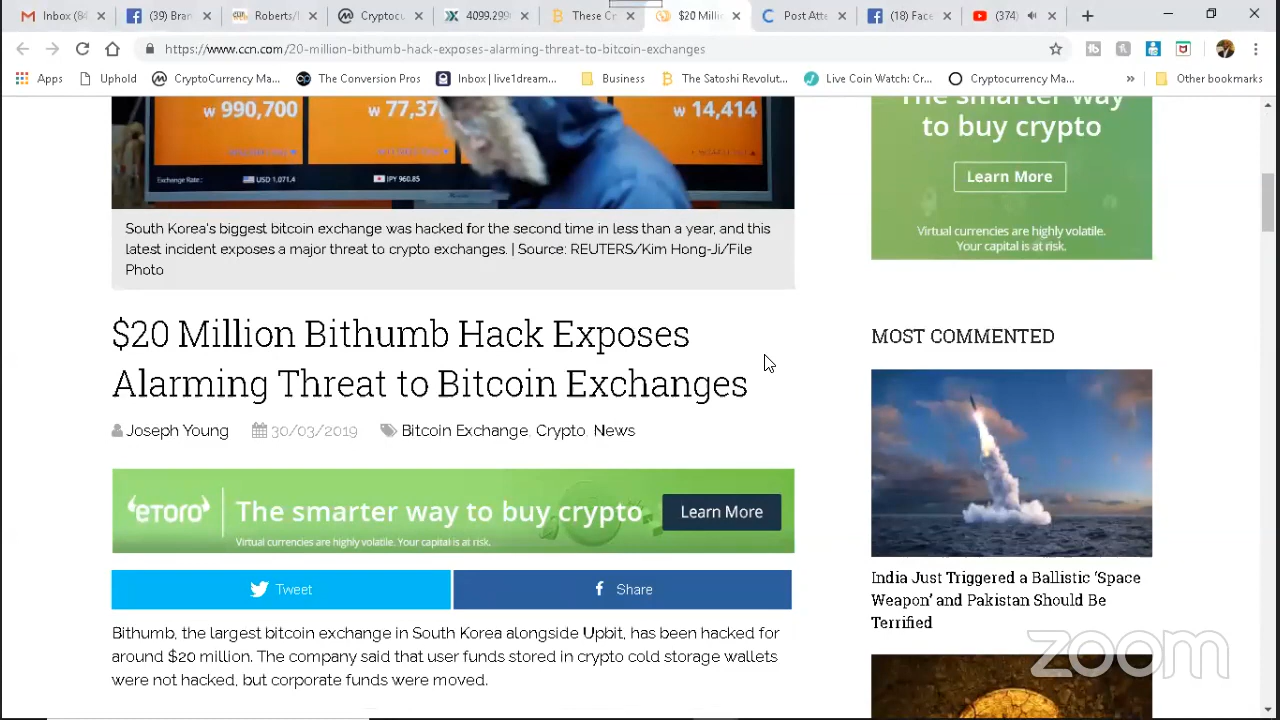 Inbox (84
(39) Bran
Roberts/
Cryptocu
4099.299
These Cr
$20 Milli
Post Atte
(18) Face
(374)
https://www.ccn.com/20-million-bithumb-hack-exposes-alarming-threat-to-bitcoin-exchanges
Apps
Uphold
CryptoCurrency Ma...
The Conversion Pros
Inbox | live1dream...
Business
The Satoshi Revolut...
Live Coin Watch: Cr...
Cryptocurrency Ma...
»
Other bookmarks
₩ 990,700
₩ 77,37
₩ 14,414
Exchange Rate:
USD 1,071.4
JPY 960.85
South Korea's biggest bitcoin exchange was hacked for the second time in less than a year, and this
latest incident exposes a major threat to crypto exchanges. | Source: REUTERS/Kim Hong-Ji/File
Photo
$20 Million Bithumb Hack Exposes
Alarming Threat to Bitcoin Exchanges
Joseph Young
30/03/2019
Bitcoin Exchange Crypto News
eToro
The smarter way to buy crypto
Learn More
Virtual currencies are highly volatile. Your capital is at risk.
Tweet
Share
Bithumb, the largest bitcoin exchange in South Korea alongside Upbit, has been hacked for
around $20 million. The company said that user funds stored in crypto cold storage wallets
were not hacked, but corporate funds were moved.
The smarter way
to buy crypto
Learn More
Virtual currencies are highly volatile.
Your capital is at risk.
MOST COMMENTED
India Just Triggered a Ballistic ‘Space
Weapon’ and Pakistan Should Be
Terrified
zoom